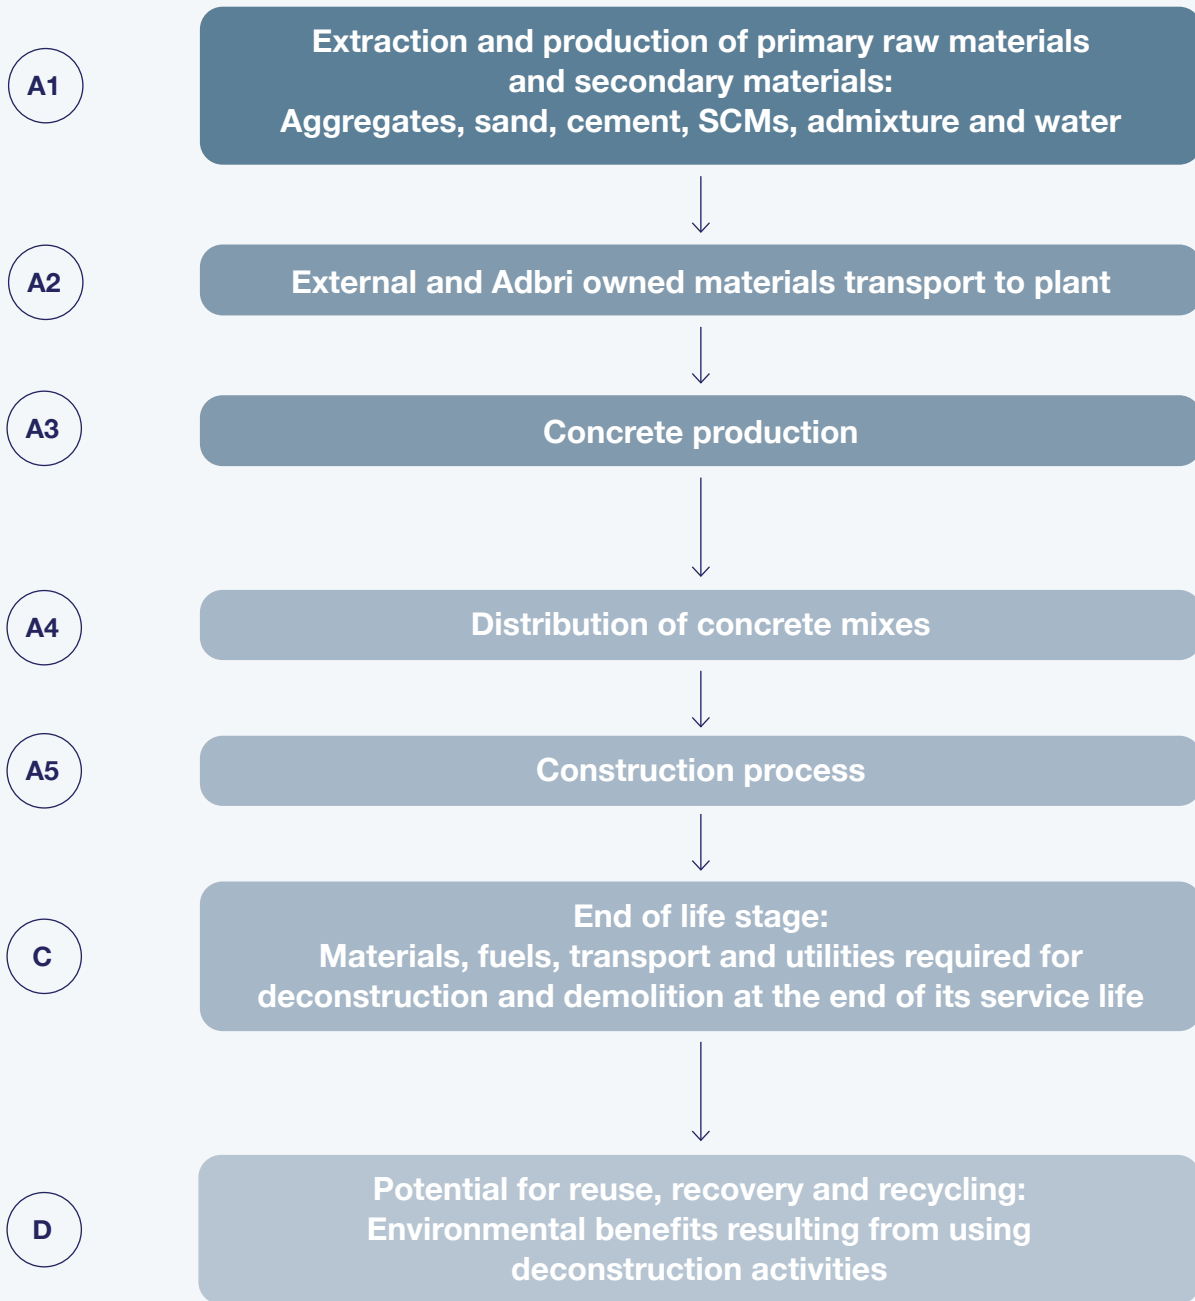 A1
Extraction and production of primary raw materials
and secondary materials:
Aggregates, sand, cement, SCMs, admixture and water
A2
External and Adbri owned materials transport to plant
A3
Concrete production
A4
Distribution of concrete mixes
A5
Construction process
C
End of life stage:
Materials, fuels, transport and utilities required for
deconstruction and demolition at the end of its service life
D
Potential for reuse, recovery and recycling:
Environmental benefits resulting from using
deconstruction activities